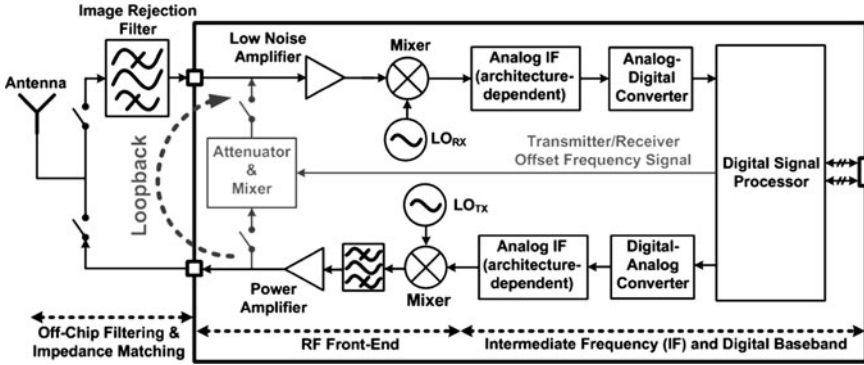 Image Rejection
Filter
Antenna
Low Noise
Amplifier
Mixer
Analog IF
(architecture-
dependent)
Analog-
Digital
Converter
LORX
Loopback
Attenuator
&
Mixer
Transmitter/Receiver
Offset Frequency Signal
Digital Signal
Processor
LOTX
Power
Amplifier
Mixer
Analog IF
(architecture-
dependent)
Digital-
Analog
Converter
Off-Chip Filtering &
Impedance Matching
RF Front-End
Intermediate Frequency (IF) and Digital Baseband